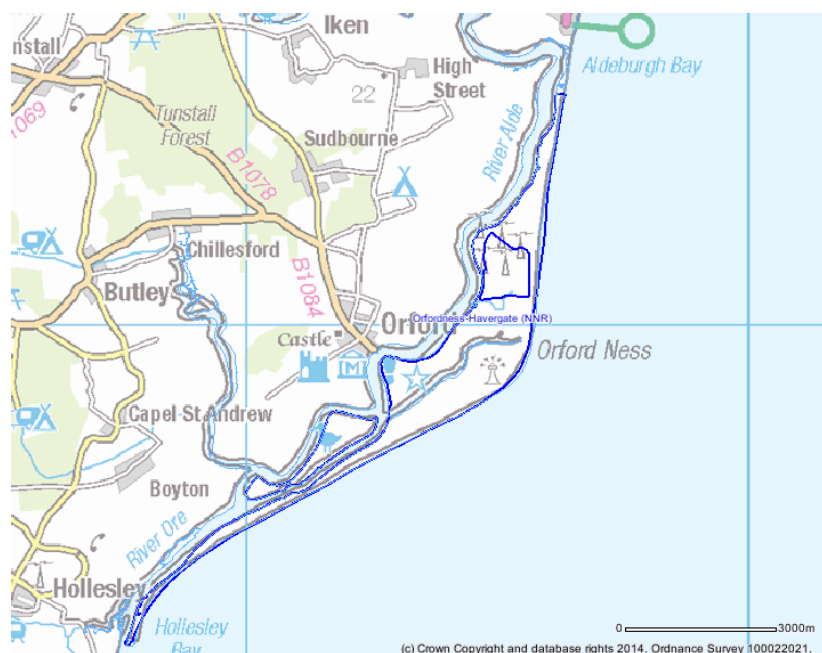 Iken
nstall
High
Street
Aldeburgh Bay
22
1069
Tunstall
Forest
Sudbourne
River Alde
B1078
Chillesford
Butley
B1084
Orfordness-Havergate (NNR)
Castle
Orford
M
Orford Ness
Capel St Andrew
Boyton
River Ore
Hollesley
Hollesley
Bay
0 3000m
(c) Crown Copyright and database rights 2014. Ordnance Survey 100022021.